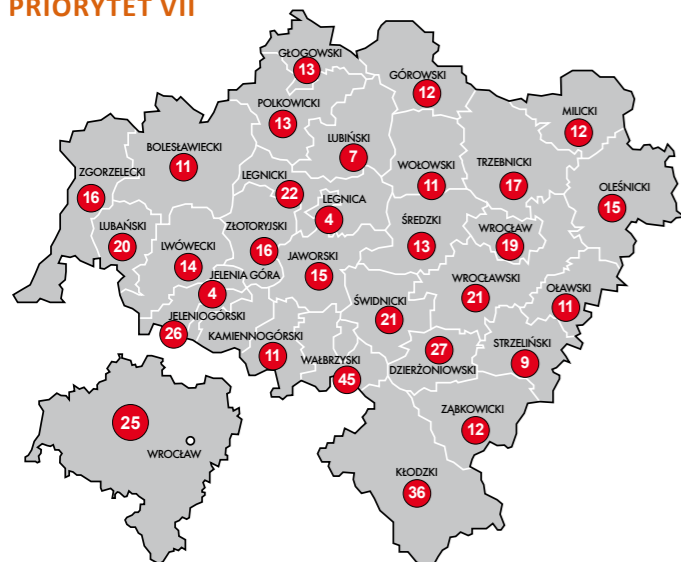 PRIORYTET VII
GŁOGOWSKI
13
GÓROWSKI
12
POLKOWICKI
13
MILICKI
12
LUBIŃSKI
7
BOLESŁAWIECKI
11
WOŁOWSKI
11
TRZEBNICKI
17
ZGORZELECKI
16
LEGNICKI
22
OLEŚNICKI
15
LEGNICA
4
LUBAŃSKI
20
ZŁOTORYJSKI
16
ŚREDZKI
13
WROCŁAW
19
LWÓWECKI
14
JAWORSKI
15
JELENIA GÓRA
4
WROCŁAWSKI
21
OŁAWSKI
11
ŚWIDNICKI
21
JELENIOGÓRSKI
26
KAMIENNOGÓRSKI
11
WAŁBRZYSKI
45
27
DZIERŻONIOWSKI
STRZELIŃSKI
9
ZĄBKOWICKI
12
KŁODZKI
36
25
WROCŁAW